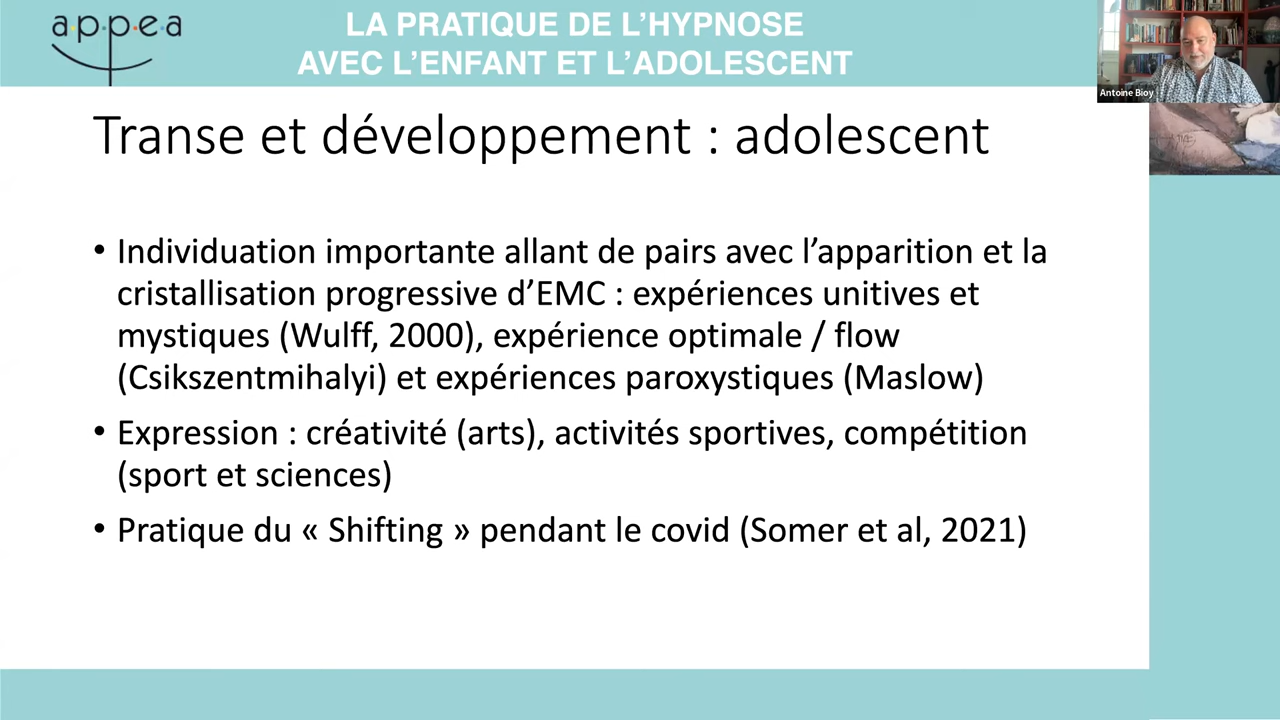 a·p·p·e·a
LA PRATIQUE DE L'HYPNOSE
AVEC L'ENFANT ET L'ADOLESCENT
Antoine Bioy
Transe et développement : adolescent
• Individuation importante allant de pairs avec l'apparition et la
cristallisation progressive d'EMC : expériences unitives et
mystiques (Wulff, 2000), expérience optimale / flow
(Csikszentmihalyi) et expériences paroxystiques (Maslow)
• Expression : créativité (arts), activités sportives, compétition
(sport et sciences)
• Pratique du « Shifting » pendant le covid (Somer et al, 2021)